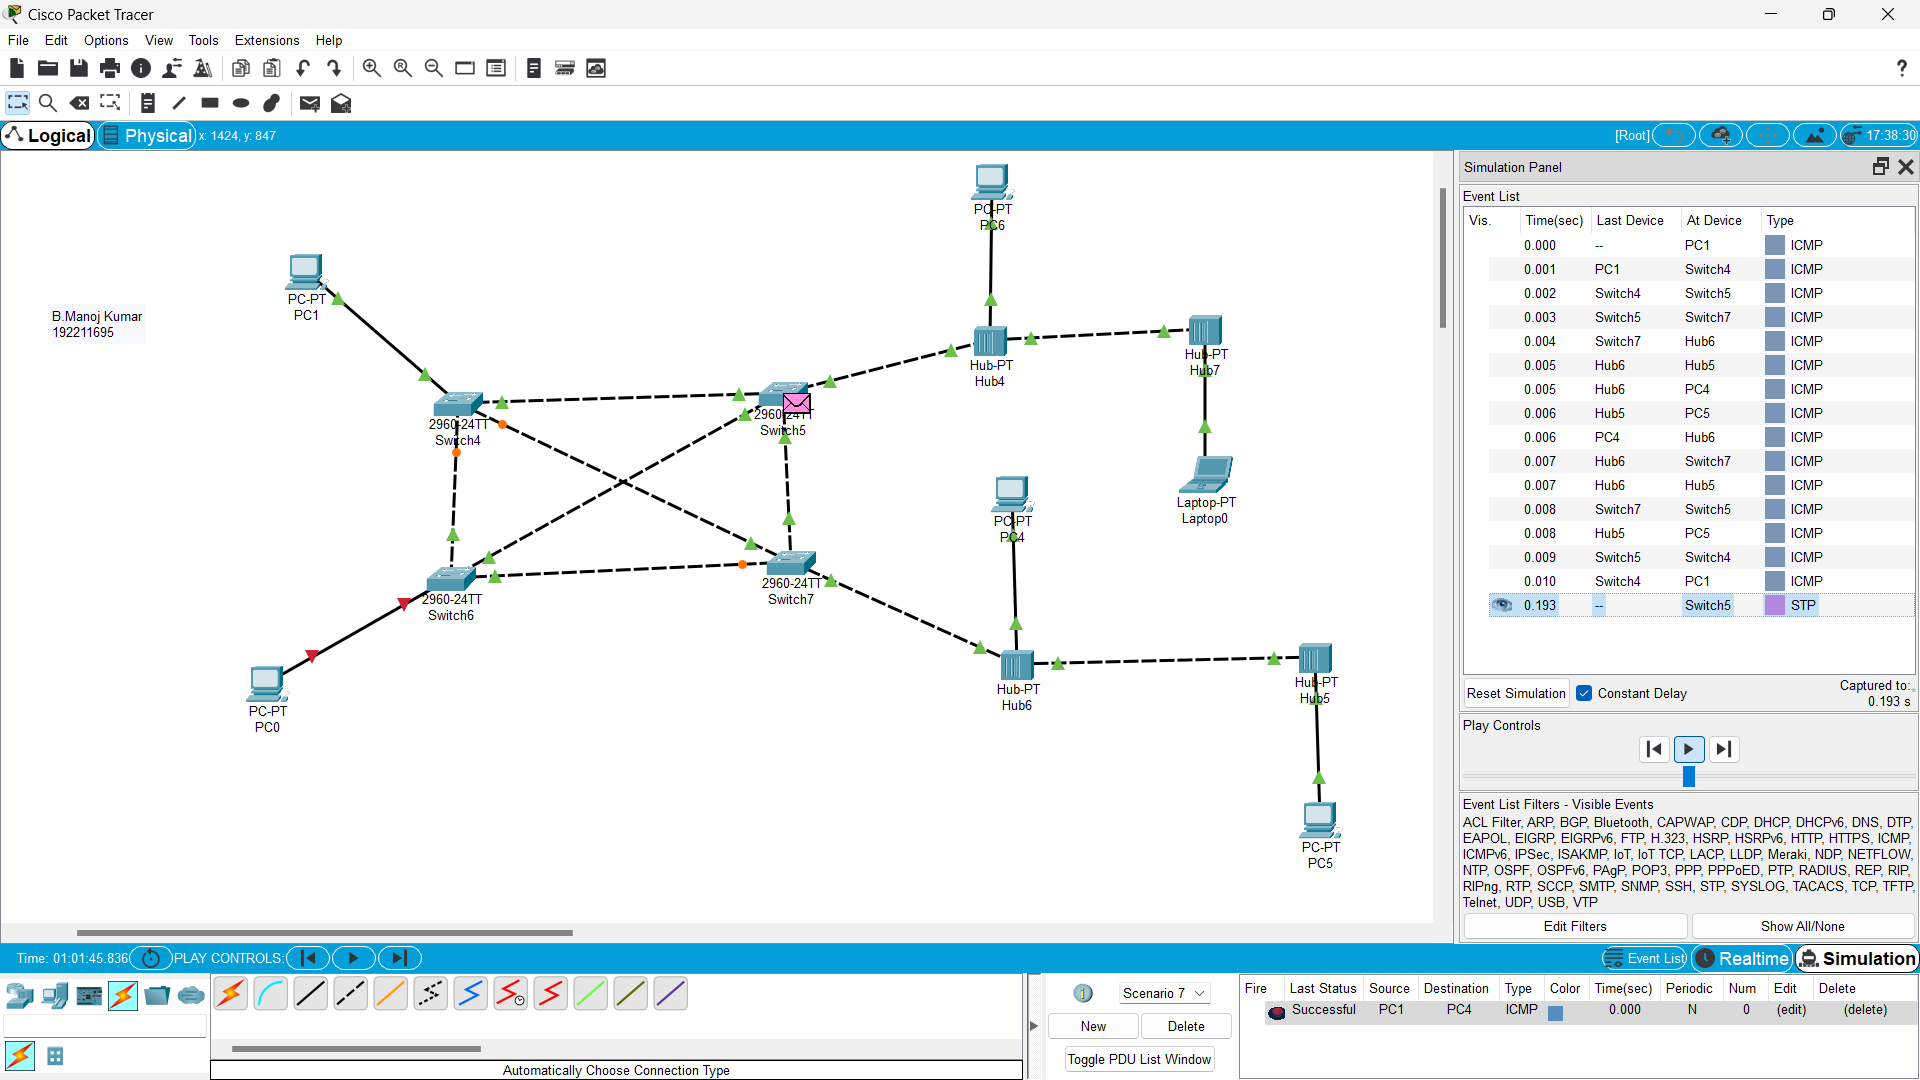 Cisco Packet Tracer
File Edit Options View Tools Extensions Help
?
Logical Physical x: 1424, y: 847 [Root] 17:38:30
B.Manoj Kumar
192211695
PC-PT
PC1
2960-24TT
Switch4
2960-24TT
Switch5
2960-24TT
Switch6
2960-24TT
Switch7
PC-PT
PC0
PC-PT
PC6
Hub-PT
Hub4
Hub-PT
Hub7
Laptop-PT
Laptop0
PC-PT
PC4
Hub-PT
Hub6
Hub-PT
Hub5
PC-PT
PC5
Simulation Panel
Event List
Vis. Time(sec) Last Device At Device Type
0.000 -- PC1 ICMP
0.001 PC1 Switch4 ICMP
0.002 Switch4 Switch5 ICMP
0.003 Switch5 Switch7 ICMP
0.004 Switch7 Hub6 ICMP
0.005 Hub6 Hub5 ICMP
0.005 Hub6 PC4 ICMP
0.006 Hub5 PC5 ICMP
0.006 PC4 Hub6 ICMP
0.007 Hub6 Switch7 ICMP
0.007 Hub6 Hub5 ICMP
0.008 Switch7 Switch5 ICMP
0.008 Hub5 PC5 ICMP
0.009 Switch5 Switch4 ICMP
0.010 Switch4 PC1 ICMP
0.193 -- Switch5 STP
Reset Simulation Constant Delay Captured to:
0.193 s
Play Controls
Event List Filters - Visible Events
ACL Filter, ARP, BGP, Bluetooth, CAPWAP, CDP, DHCP, DHCPv6, DNS, DTP,
EAPOL, EIGRP, EIGRPv6, FTP, H.323, HSRP, HSRPv6, HTTP, HTTPS, ICMP,
ICMPv6, IPSec, ISAKMP, IoT, IoT TCP, LACP, LLDP, Meraki, NDP, NETFLOW,
NTP, OSPF, OSPFv6, PAgP, POP3, PPP, PPPoED, PTP, RADIUS, REP, RIP,
RIPng, RTP, SCCP, SMTP, SNMP, SSH, STP, SYSLOG, TACACS, TCP, TFTP,
Telnet, UDP, USB, VTP
Edit Filters Show All/None
Time: 01:01:45.836 PLAY CONTROLS: Event List Realtime Simulation
Automatically Choose Connection Type
Scenario 7
New Delete
Toggle PDU List Window
Fire Last Status Source Destination Type Color Time(sec) Periodic Num Edit Delete
Successful PC1 PC4 ICMP 0.000 N 0 (edit) (delete)